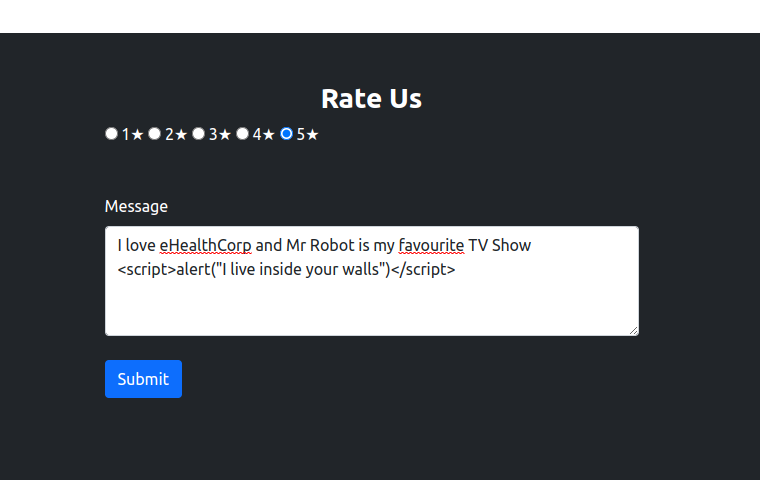 Rate Us
1★ 2★ 3★ 4★ 5★
Message
I love eHealthCorp and Mr Robot is my favourite TV Show
<script>alert("I live inside your walls")</script>
Submit